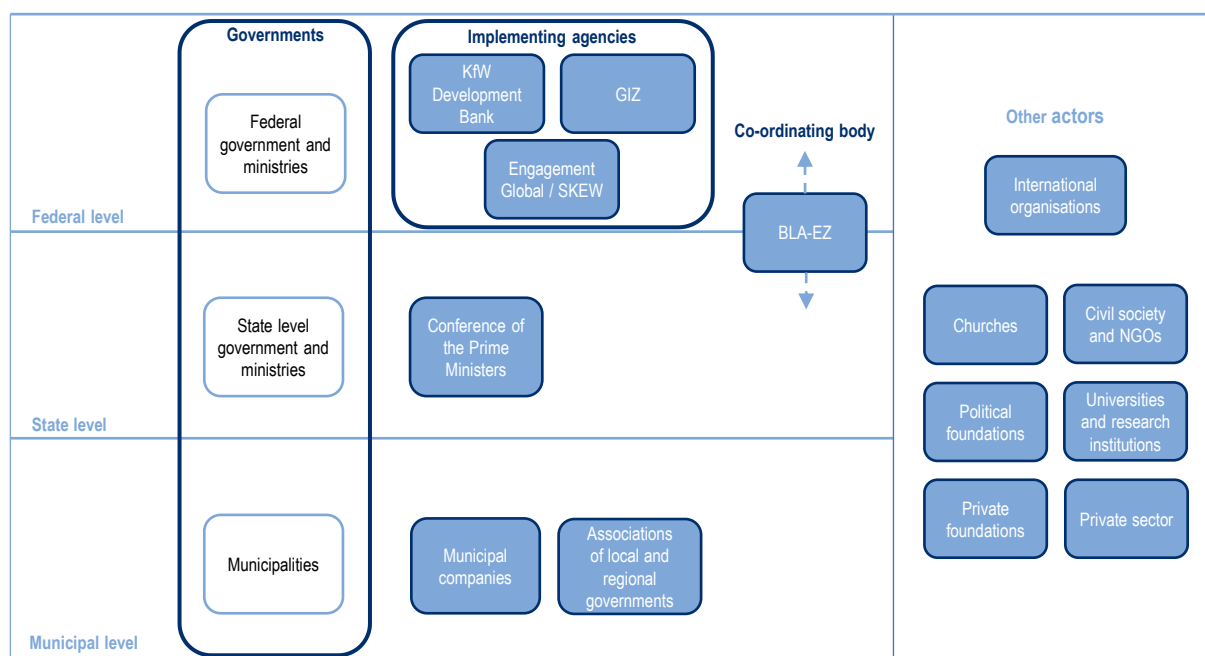 Governments
Implementing agencies
KfW
Development
Bank
GIZ
Federal
government and
ministries
Engagement
Global / SKEW
Federal level
Co-ordinating body
BLA-EZ
State level
government and
ministries
Conference of
the Prime
Ministers
State level
Municipalities
Municipal
companies
Associations
of local and
regional
governments
Municipal level
Other actors
International
organisations
Churches
Civil society
and NGOs
Political
foundations
Universities
and research
institutions
Private
foundations
Private sector